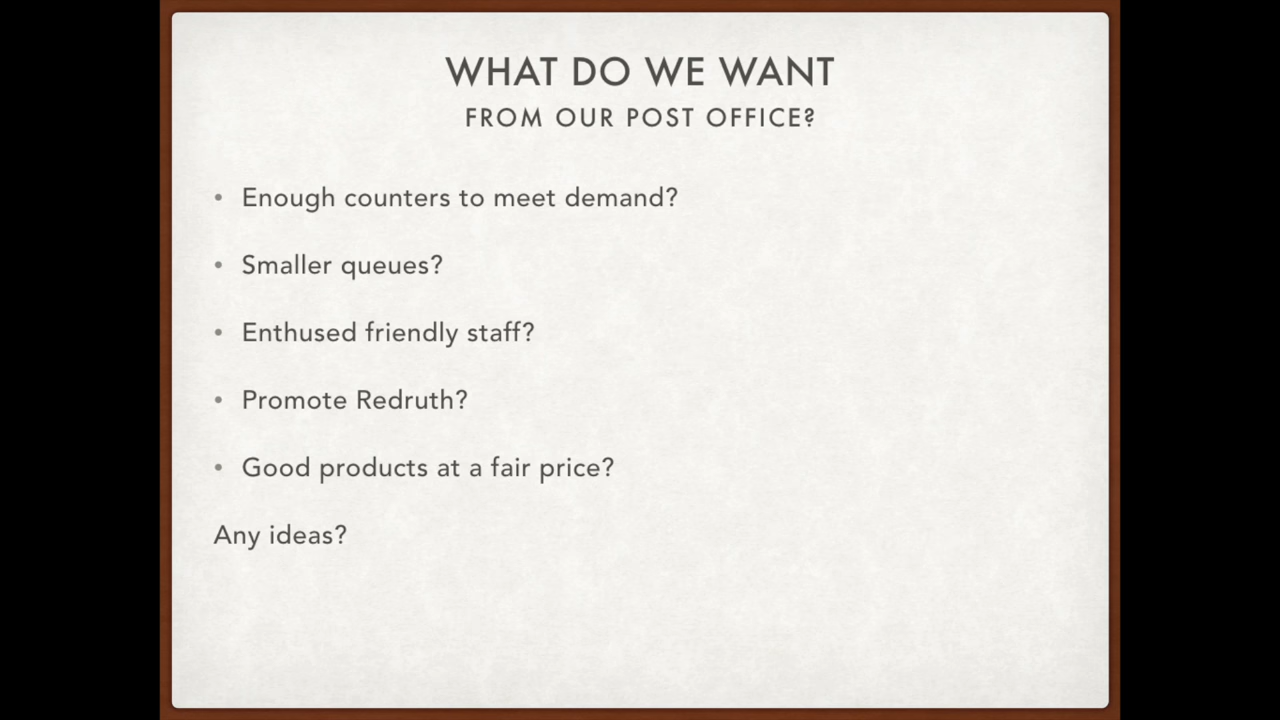 WHAT DO WE WANT
FROM OUR POST OFFICE?
• Enough counters to meet demand?
• Smaller queues?
• Enthused friendly staff?
• Promote Redruth?
• Good products at a fair price?
Any ideas?